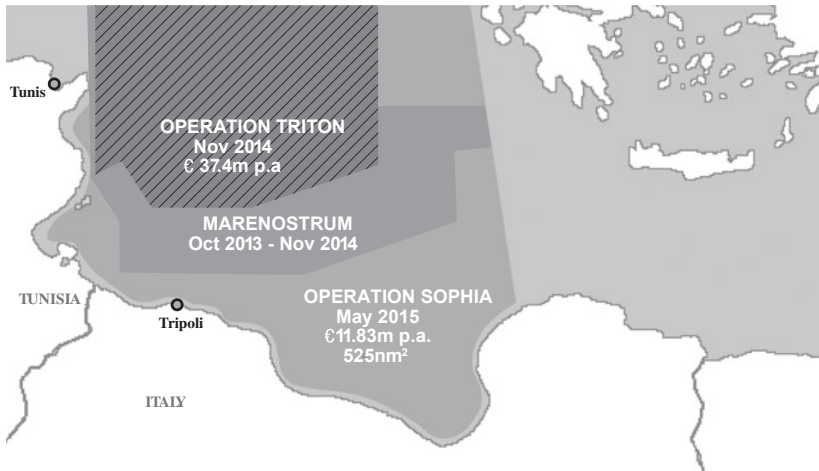 Tunis
OPERATION TRITON
Nov 2014
€ 37.4m p.a
MARENOSTRUM
Oct 2013 - Nov 2014
OPERATION SOPHIA
May 2015
€11.83m p.a.
525nm²
TUNISIA
Tripoli
ITALY